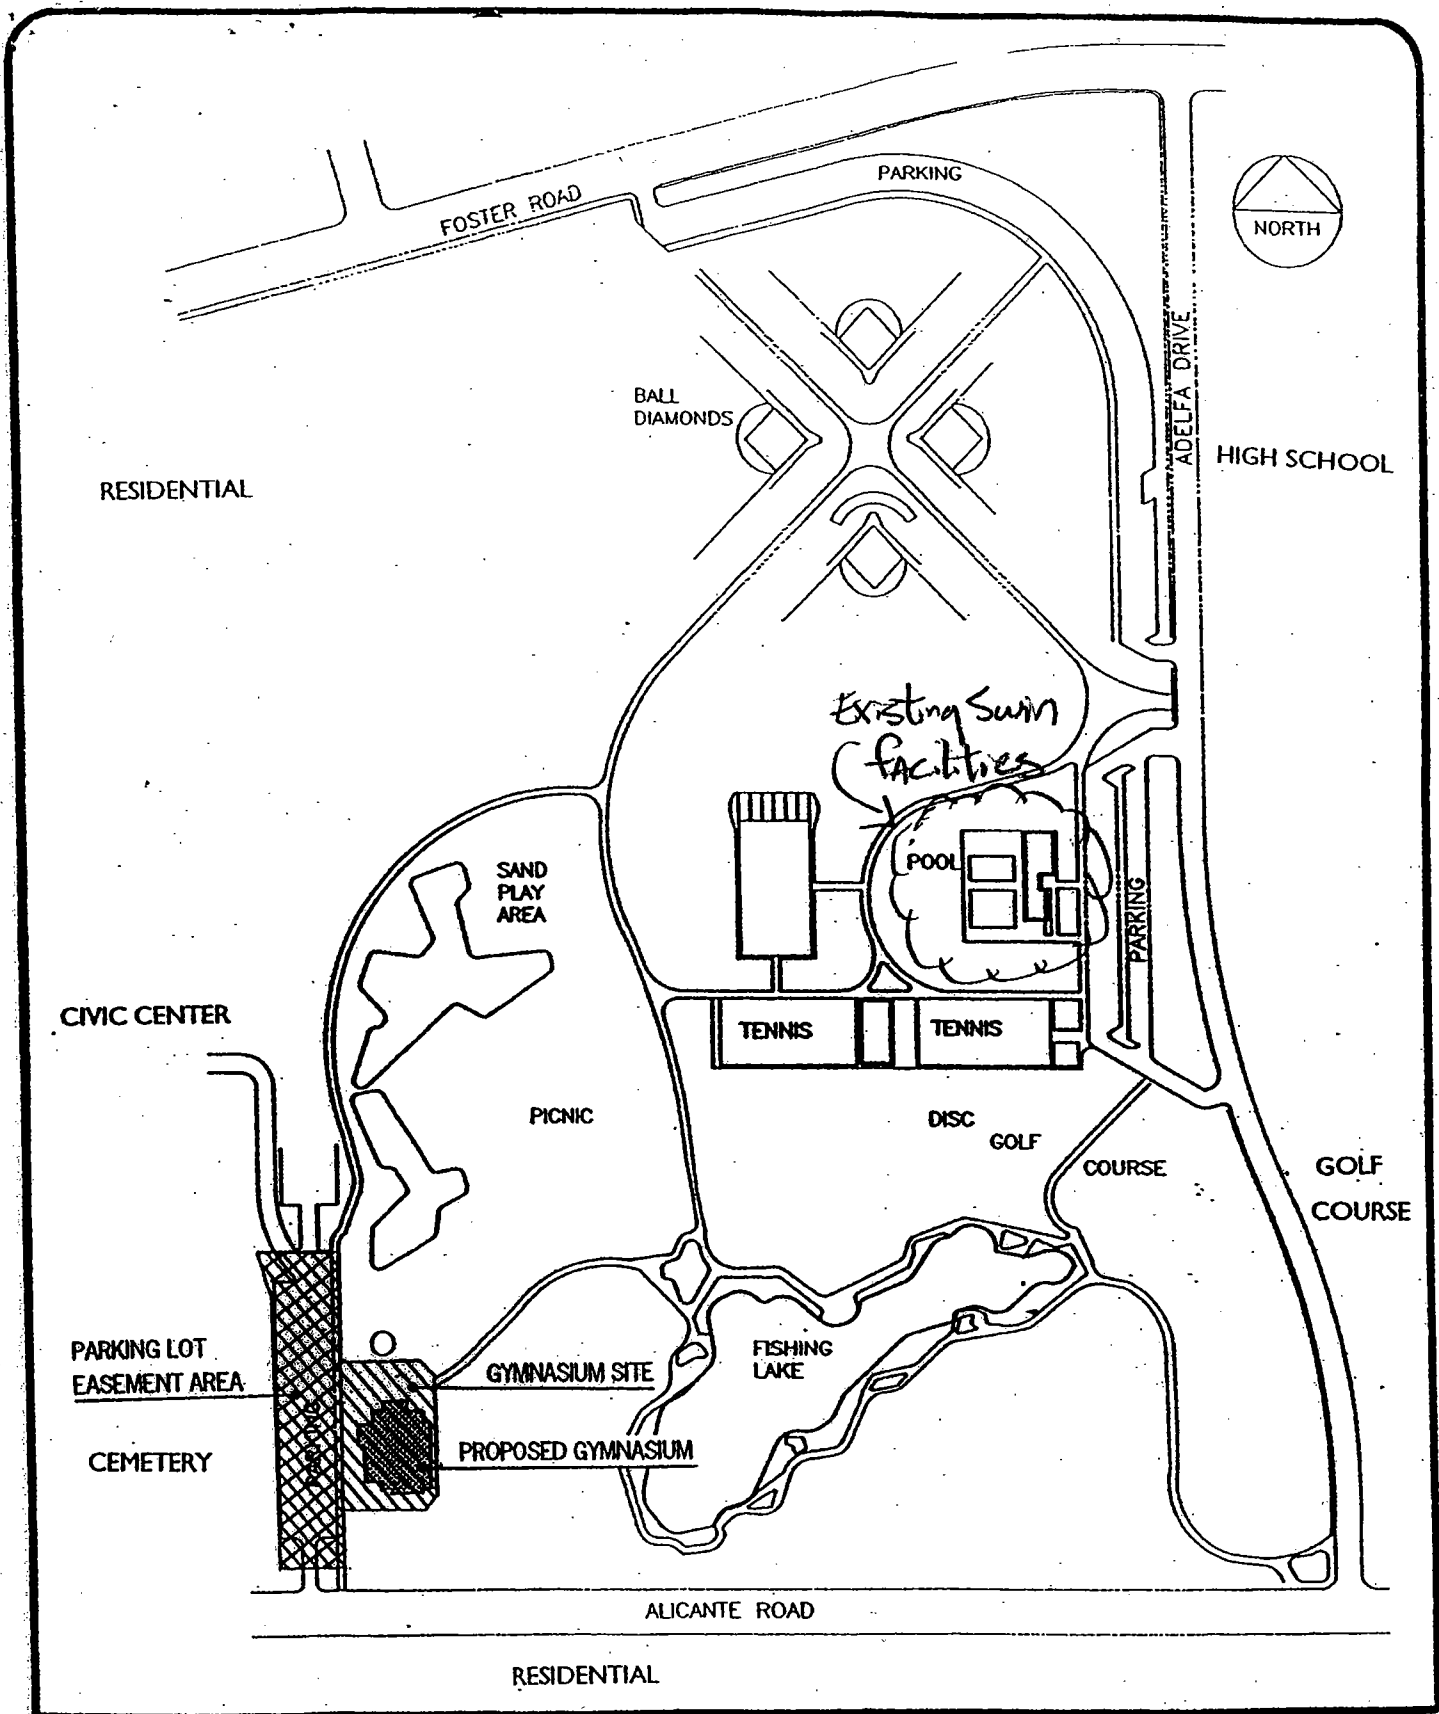 PARKING
FOSTER ROAD
NORTH
ADELFA DRIVE
BALL
DIAMONDS
HIGH SCHOOL
RESIDENTIAL
Existing Swim
facilities
POOL
SAND
PLAY
AREA
PARKING
CIVIC CENTER
TENNIS
TENNIS
PICNIC
DISC
GOLF
COURSE
GOLF
COURSE
PARKING LOT
EASEMENT AREA
FISHING
LAKE
GYMNASIUM SITE
PROPOSED GYMNASIUM
CEMETERY
ALICANTE ROAD
RESIDENTIAL